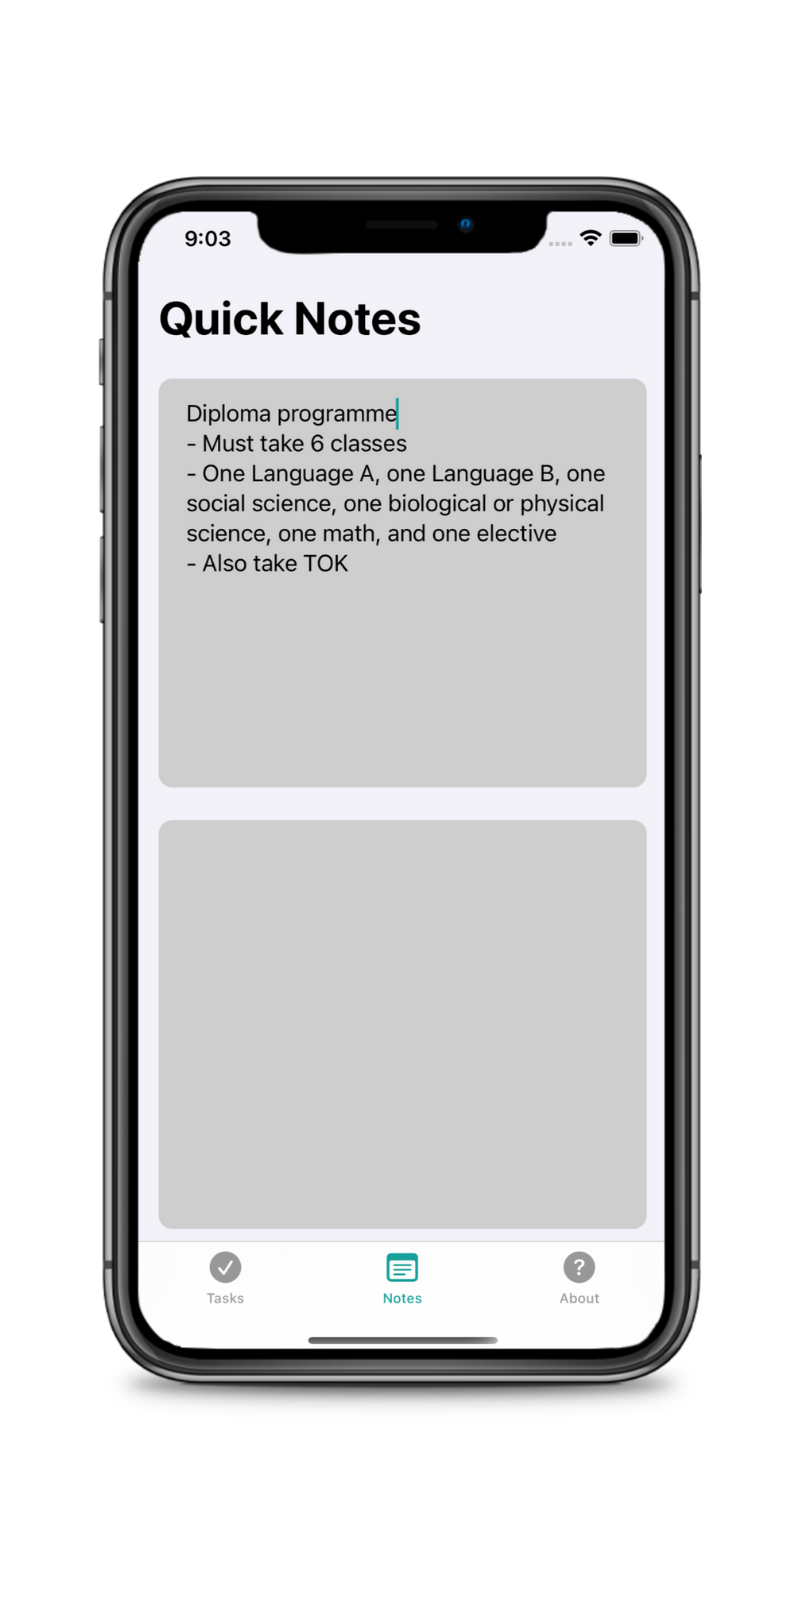 9:03
Quick Notes
Diploma programme
- Must take 6 classes
- One Language A, one Language B, one
social science, one biological or physical
science, one math, and one elective
- Also take TOK
Tasks
Notes
About